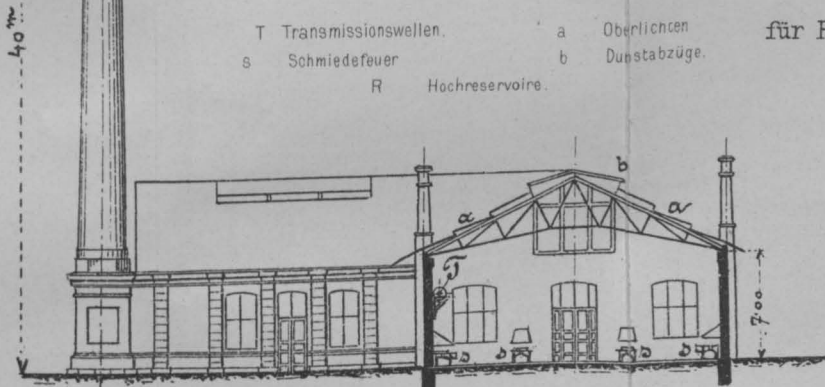 T Transmissionswellen. a Oberlichten für
s Schmiedefeuer b Dunstabzüge.
R Hochreservoire.
40 m
b
a a
T
7·00
s s s s